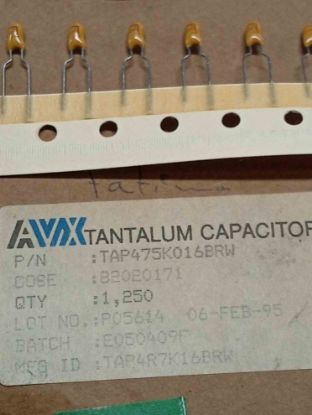 AVX TANTALUM CAPACITOR
P/N :TAP475K016BRW
CODE :82020171
QTY :1,250
LOT NO.:P05614 06-FEB-95
BATCH :E050409F
MFG ID :TAP4R7K16BRW